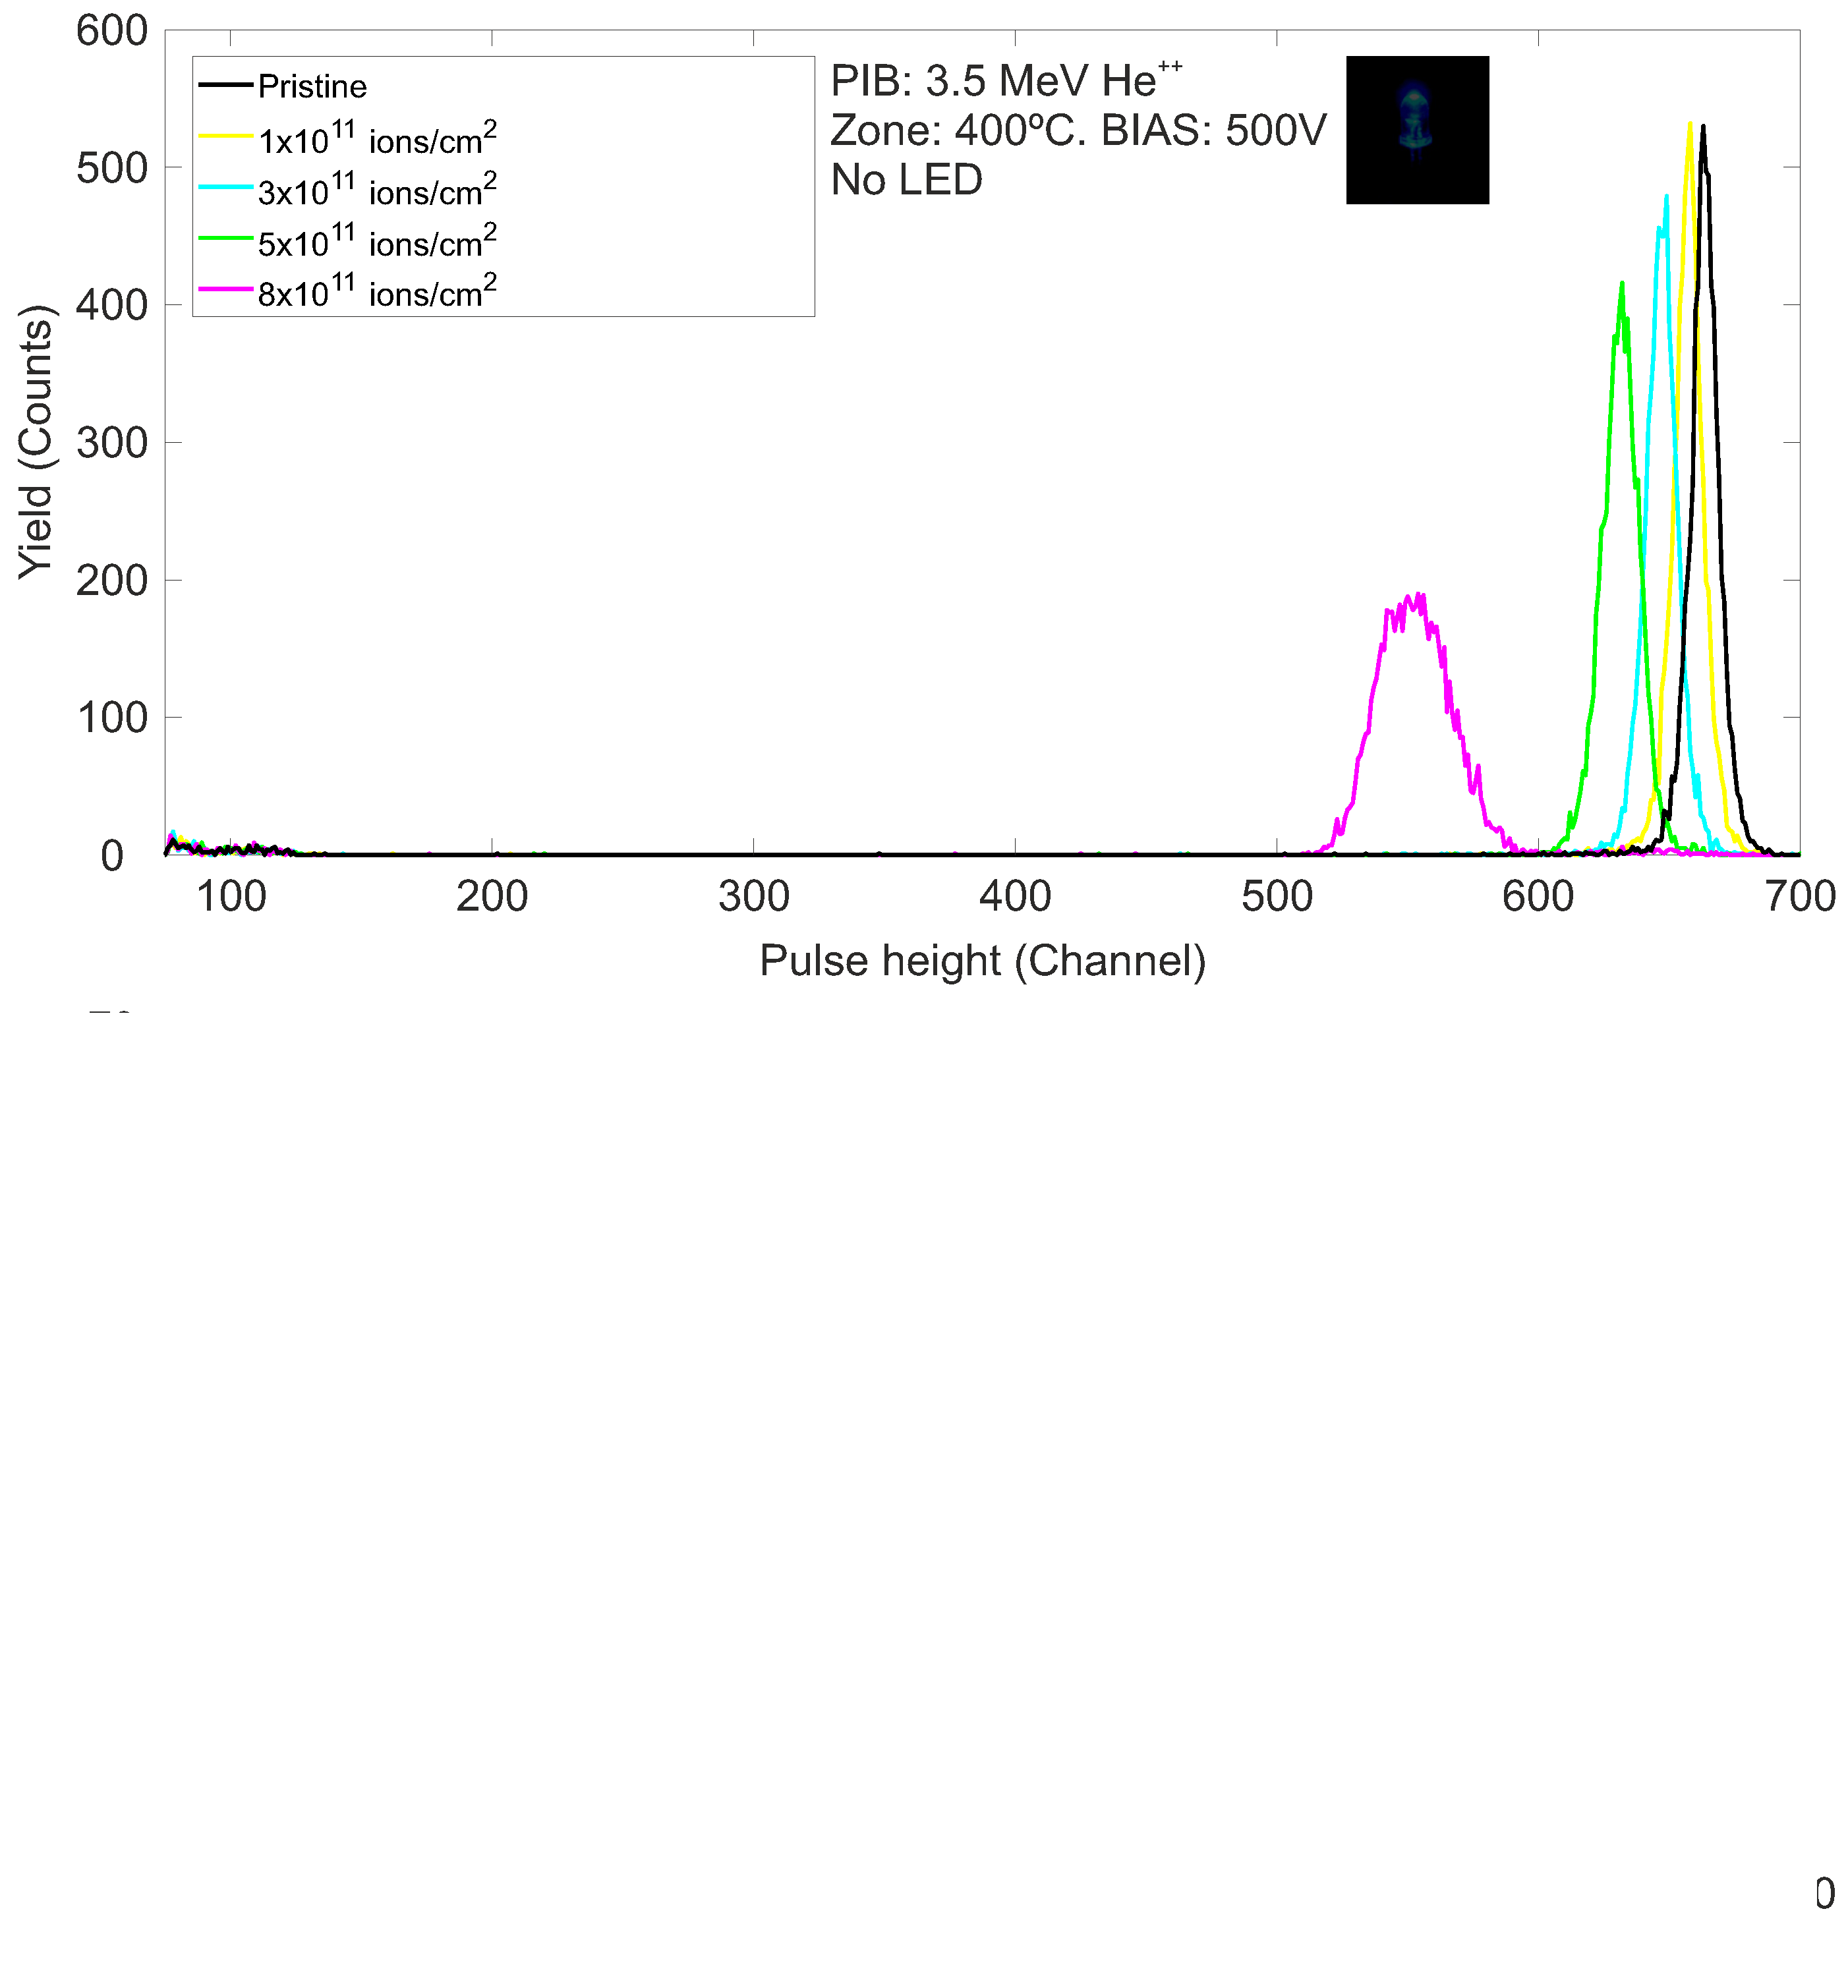 600
500
400
300
200
100
0
Yield (Counts)
Pristine
1x10¹¹ ions/cm²
3x10¹¹ ions/cm²
5x10¹¹ ions/cm²
8x10¹¹ ions/cm²
PIB: 3.5 MeV He⁺⁺
Zone: 400ºC. BIAS: 500V
No LED
100 200 300 400 500 600 700
Pulse height (Channel)
0